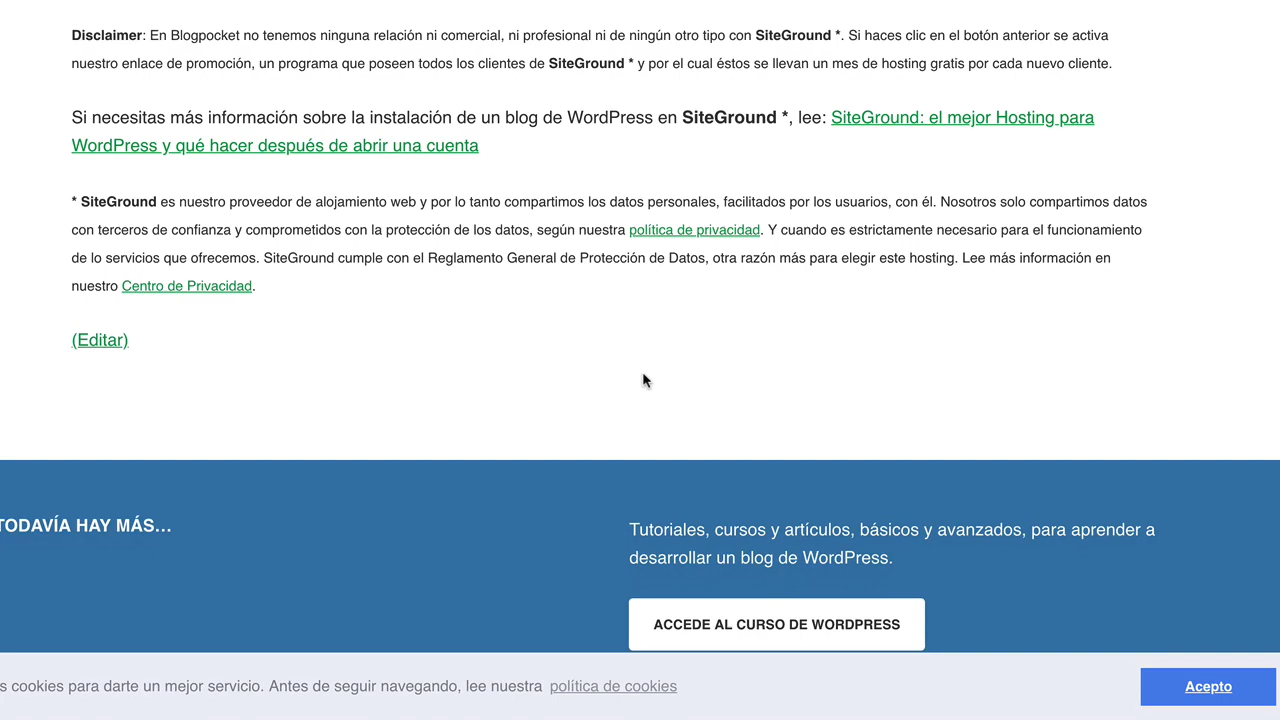 Disclaimer: En Blogpocket no tenemos ninguna relación ni comercial, ni profesional ni de ningún otro tipo con SiteGround *. Si haces clic en el botón anterior se activa
nuestro enlace de promoción, un programa que poseen todos los clientes de SiteGround * y por el cual éstos se llevan un mes de hosting gratis por cada nuevo cliente.
Si necesitas más información sobre la instalación de un blog de WordPress en SiteGround *, lee: SiteGround: el mejor Hosting para
WordPress y qué hacer después de abrir una cuenta
* SiteGround es nuestro proveedor de alojamiento web y por lo tanto compartimos los datos personales, facilitados por los usuarios, con él. Nosotros solo compartimos datos
con terceros de confianza y comprometidos con la protección de los datos, según nuestra política de privacidad. Y cuando es estrictamente necesario para el funcionamiento
de lo servicios que ofrecemos. SiteGround cumple con el Reglamento General de Protección de Datos, otra razón más para elegir este hosting. Lee más información en
nuestro Centro de Privacidad.
(Editar)
TODAVÍA HAY MÁS...
Tutoriales, cursos y artículos, básicos y avanzados, para aprender a
desarrollar un blog de WordPress.
ACCEDE AL CURSO DE WORDPRESS
s cookies para darte un mejor servicio. Antes de seguir navegando, lee nuestra política de cookies
Acepto